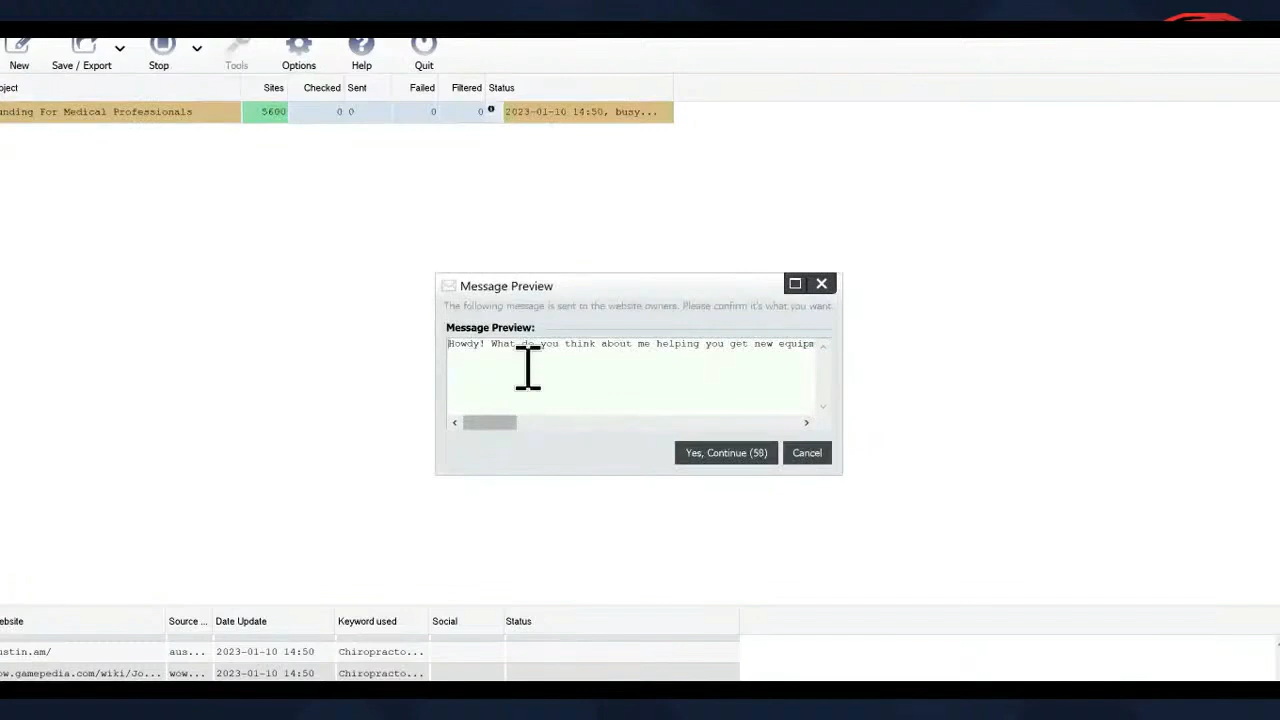 New Save / Export Stop Tools Options Help Quit
oject Sites Checked Sent Failed Filtered Status
unding For Medical Professionals 5600 0 0 0 0 2023-01-10 14:50, busy...
Message Preview
The following message is sent to the website owners. Please confirm it's what you want
Message Preview:
Howdy! What do you think about me helping you get new equipm
Yes, Continue (58) Cancel
ebsite Source ... Date Update Keyword used Social Status
ustin.am/ aus... 2023-01-10 14:50 Chiropracto...
ow.gamepedia.com/wiki/Jo... wow... 2023-01-10 14:50 Chiropracto...